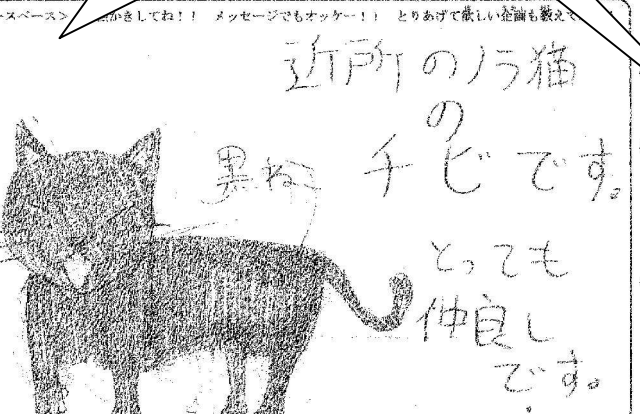 スペース> かきしてね！！ メッセージでもオッケー！！ とりあげて欲しい企画も教えて
近所のノラ猫
の
黒ねこ チビです。
とっても
仲良し
です。